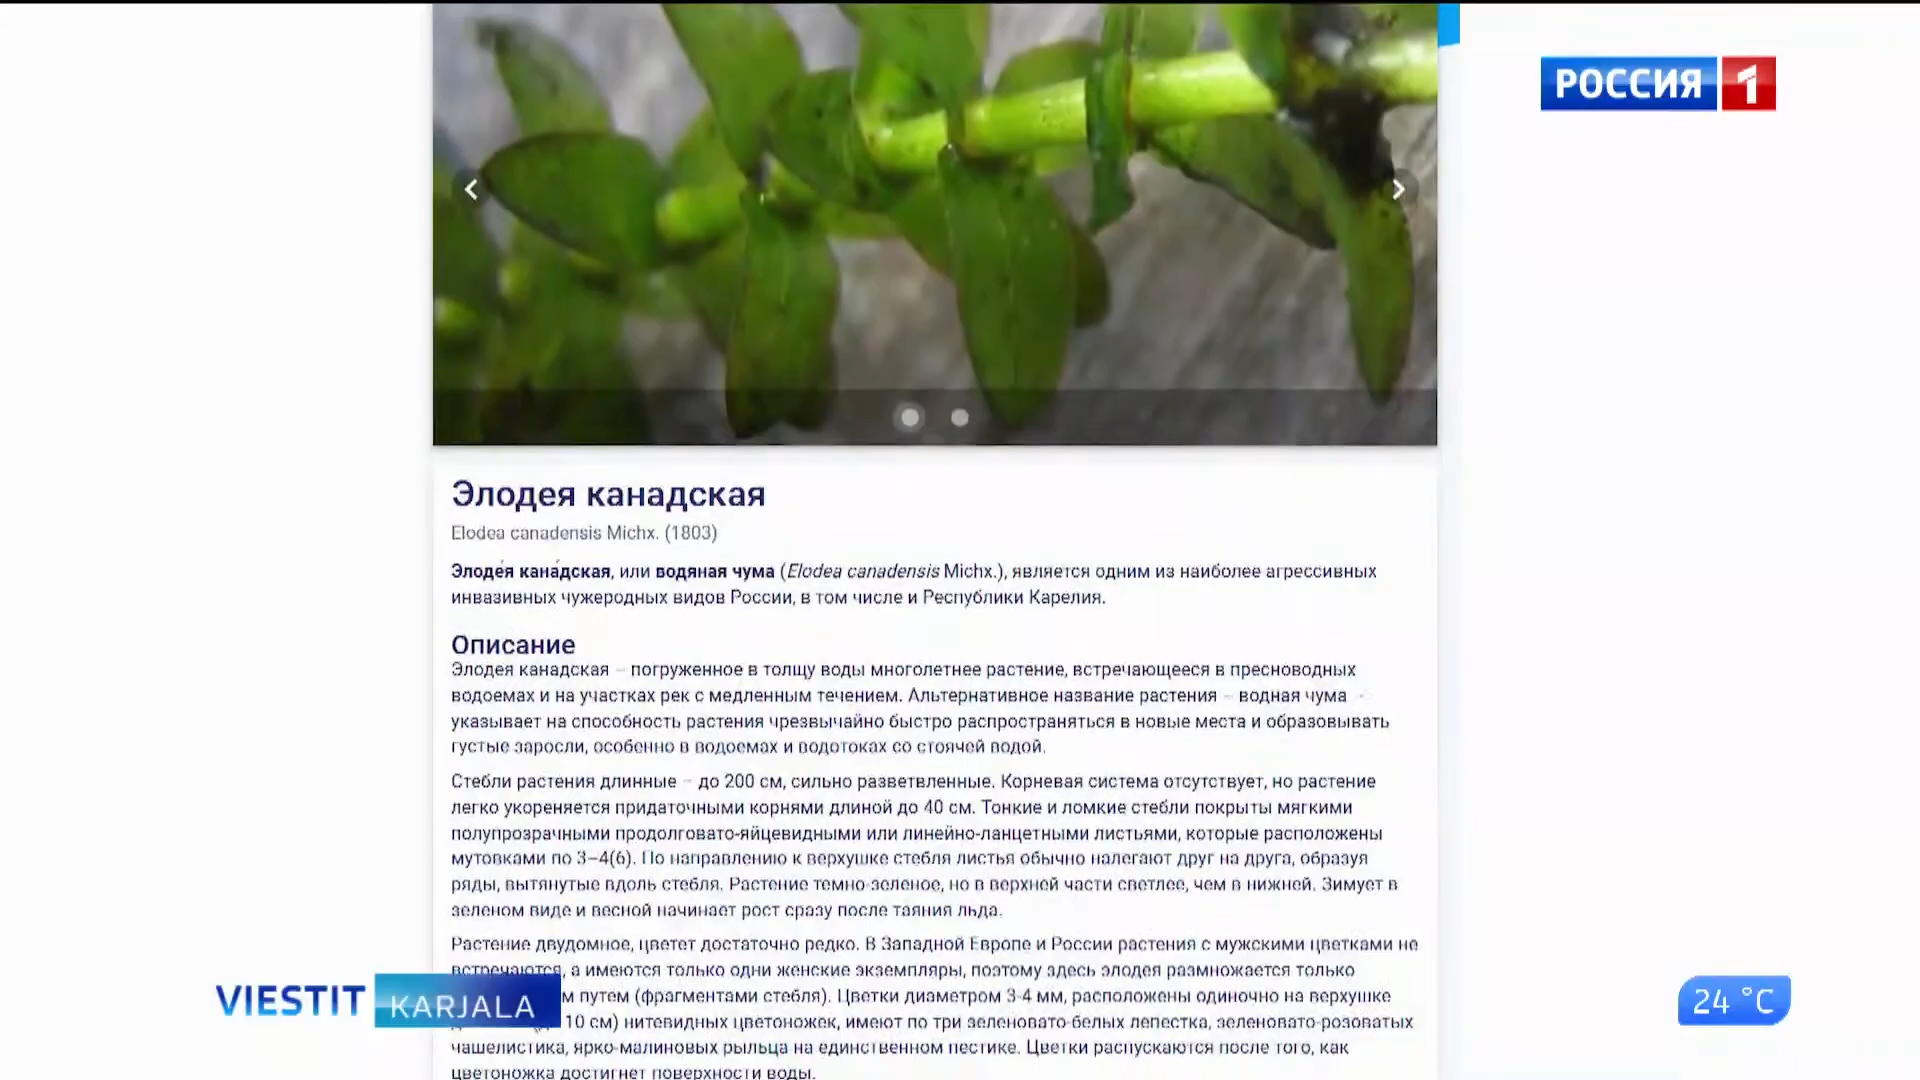 РОССИЯ 1
Элодея канадская
Elodea canadensis Michx. (1803)
Элоде́я кана́дская, или водяная чума (Elodea canadensis Michx.), является одним из наиболее агрессивных
инвазивных чужеродных видов России, в том числе и Республики Карелия.
Описание
Элодея канадская – погруженное в толщу воды многолетнее растение, встречающееся в пресноводных
водоемах и на участках рек с медленным течением. Альтернативное название растения – водная чума -
указывает на способность растения чрезвычайно быстро распространяться в новые места и образовывать
густые заросли, особенно в водоемах и водотоках со стоячей водой.
Стебли растения длинные – до 200 см, сильно разветвленные. Корневая система отсутствует, но растение
легко укореняется придаточными корнями длиной до 40 см. Тонкие и ломкие стебли покрыты мягкими
полупрозрачными продолговато-яйцевидными или линейно-ланцетными листьями, которые расположены
мутовками по 3–4(6). По направлению к верхушке стебля листья обычно налегают друг на друга, образуя
ряды, вытянутые вдоль стебля. Растение темно-зеленое, но в верхней части светлее, чем в нижней. Зимует в
зеленом виде и весной начинает рост сразу после таяния льда.
Растение двудомное, цветет достаточно редко. В Западной Европе и России растения с мужскими цветками не
встречаются, а имеются только одни женские экземпляры, поэтому здесь элодея размножается только
м путем (фрагментами стебля). Цветки диаметром 3-4 мм, расположены одиночно на верхушке
10 см) нитевидных цветоножек, имеют по три зеленовато-белых лепестка, зеленовато-розоватых
чашелистика, ярко-малиновых рыльца на единственном пестике. Цветки распускаются после того, как
цветоножка достигнет поверхности воды.
VIESTIT KARJALA
24 °C